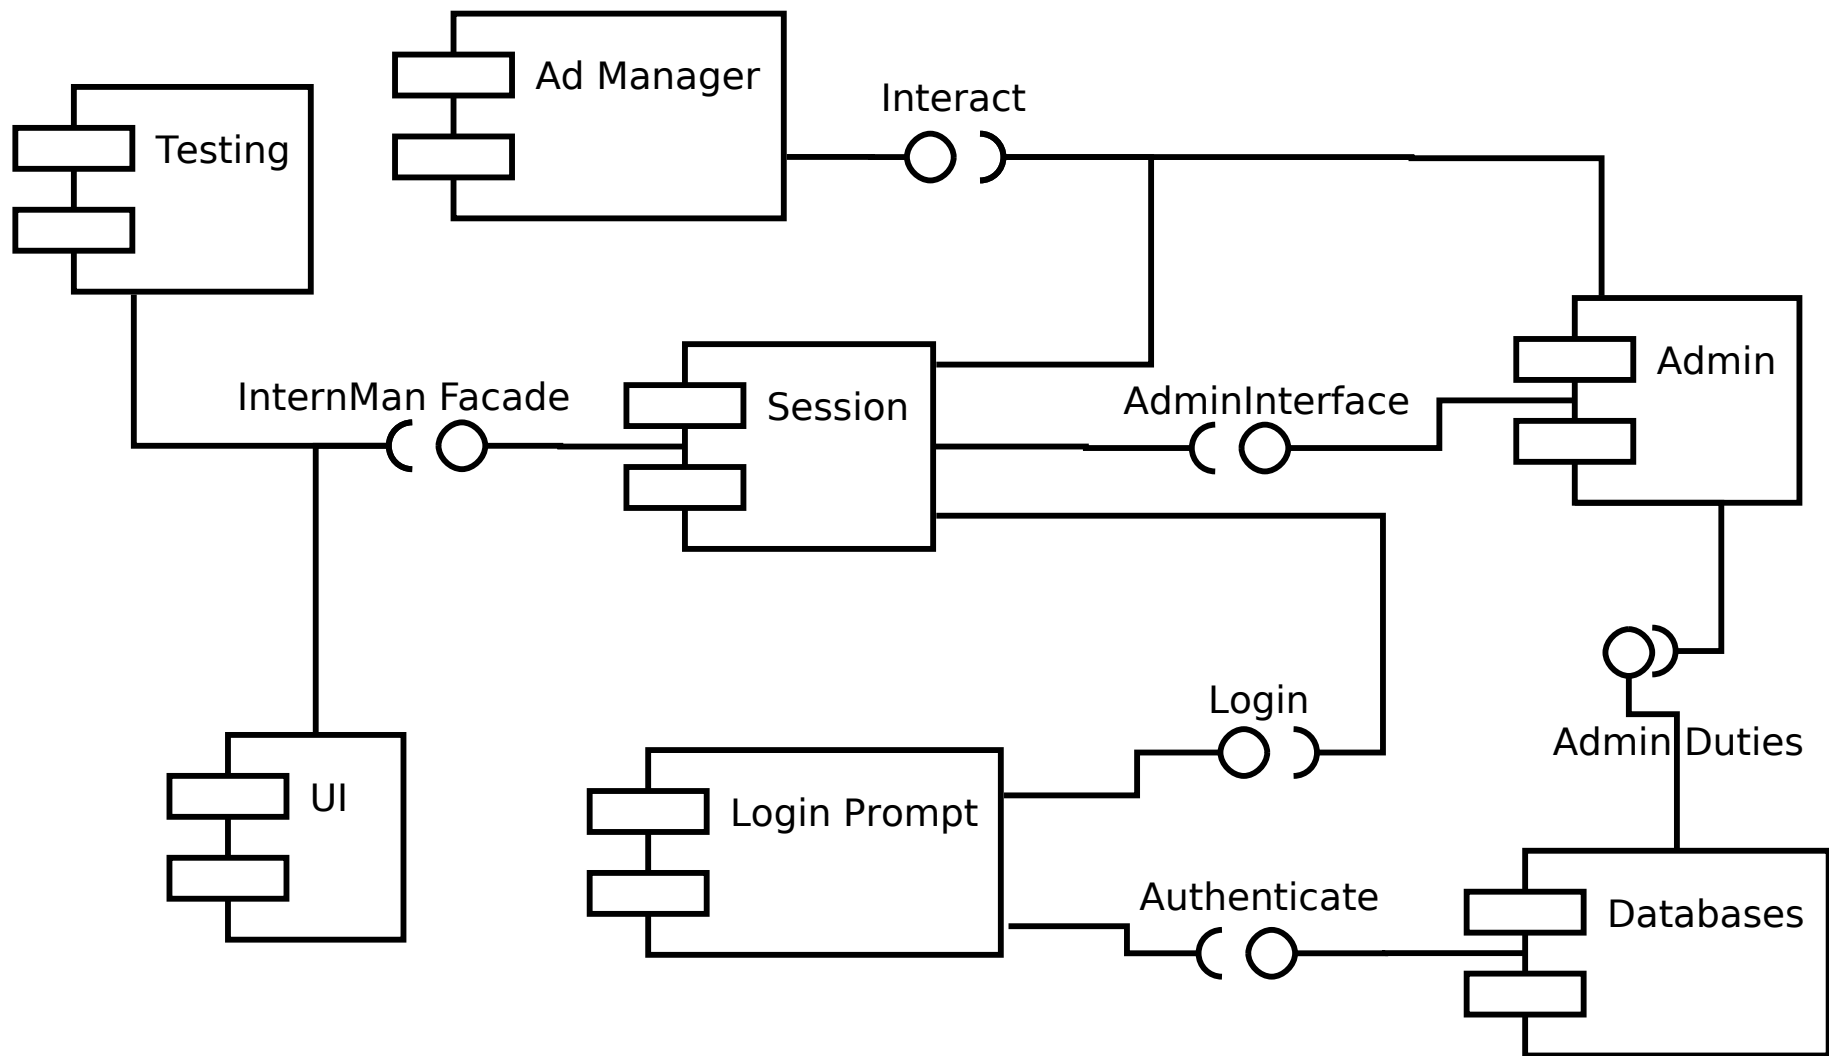 Ad Manager
Interact
Testing
Admin
InternMan Facade
Session
AdminInterface
Login
Admin Duties
UI
Login Prompt
Authenticate
Databases